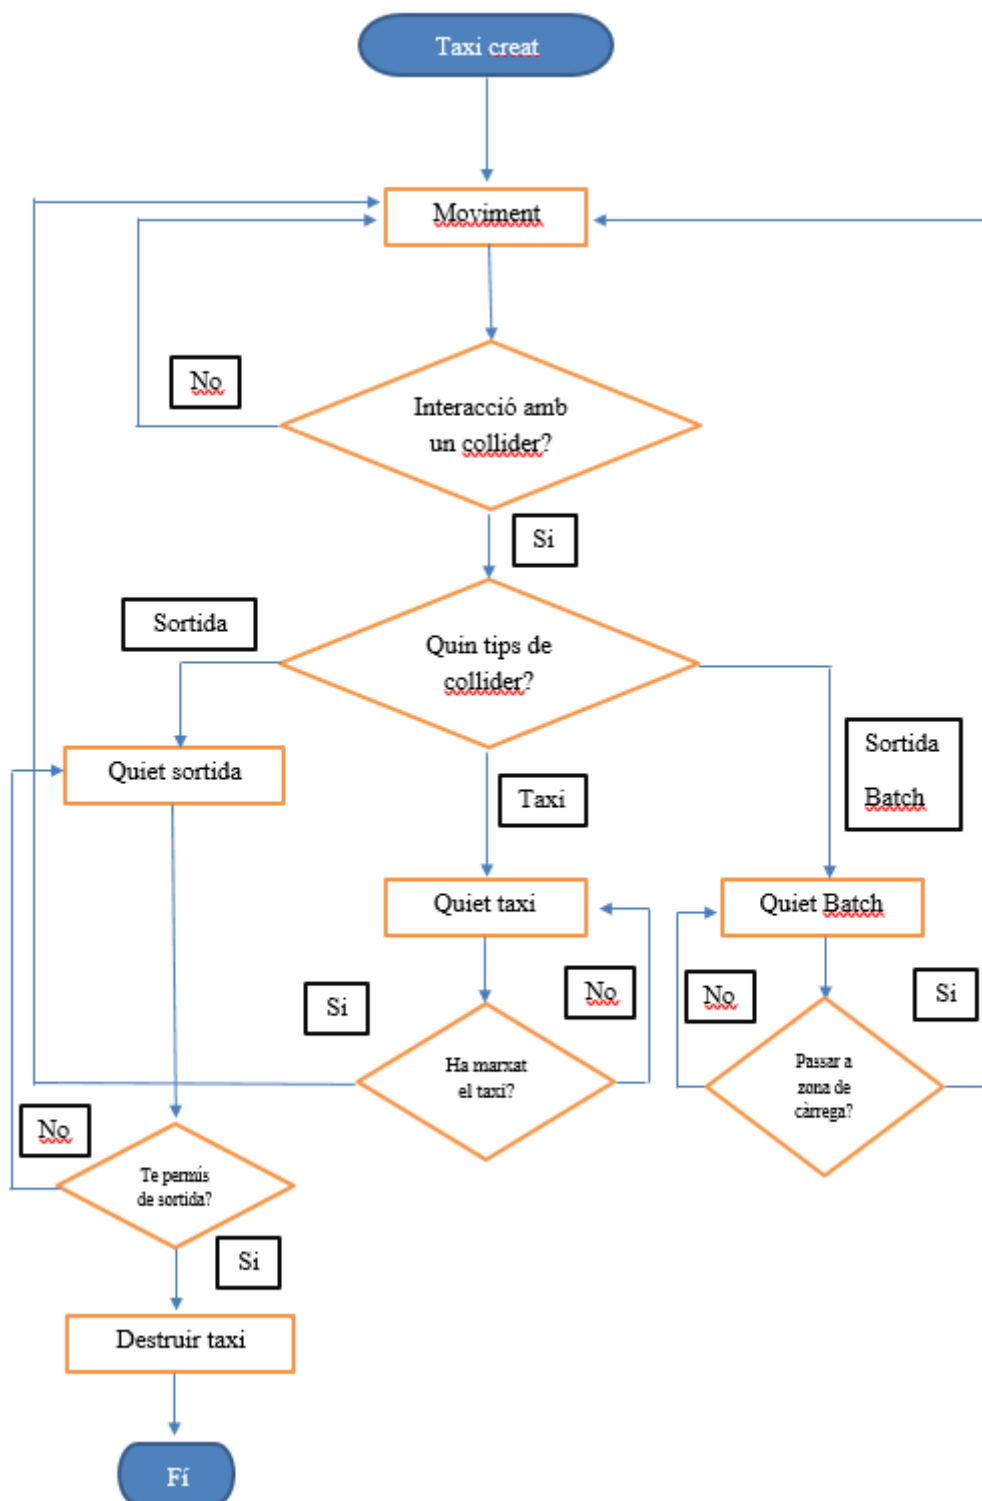 Taxi creat
Moviment
No
Interacció amb
un collider?
Si
Sortida
Quin tips de
collider?
Sortida
Batch
Quiet sortida
Taxi
Quiet taxi
Quiet Batch
Si
No
No
Si
Ha marxat
el taxi?
Passar a
zona de
càrrega?
No
Te permís
de sortida?
Si
Destruir taxi
Fí